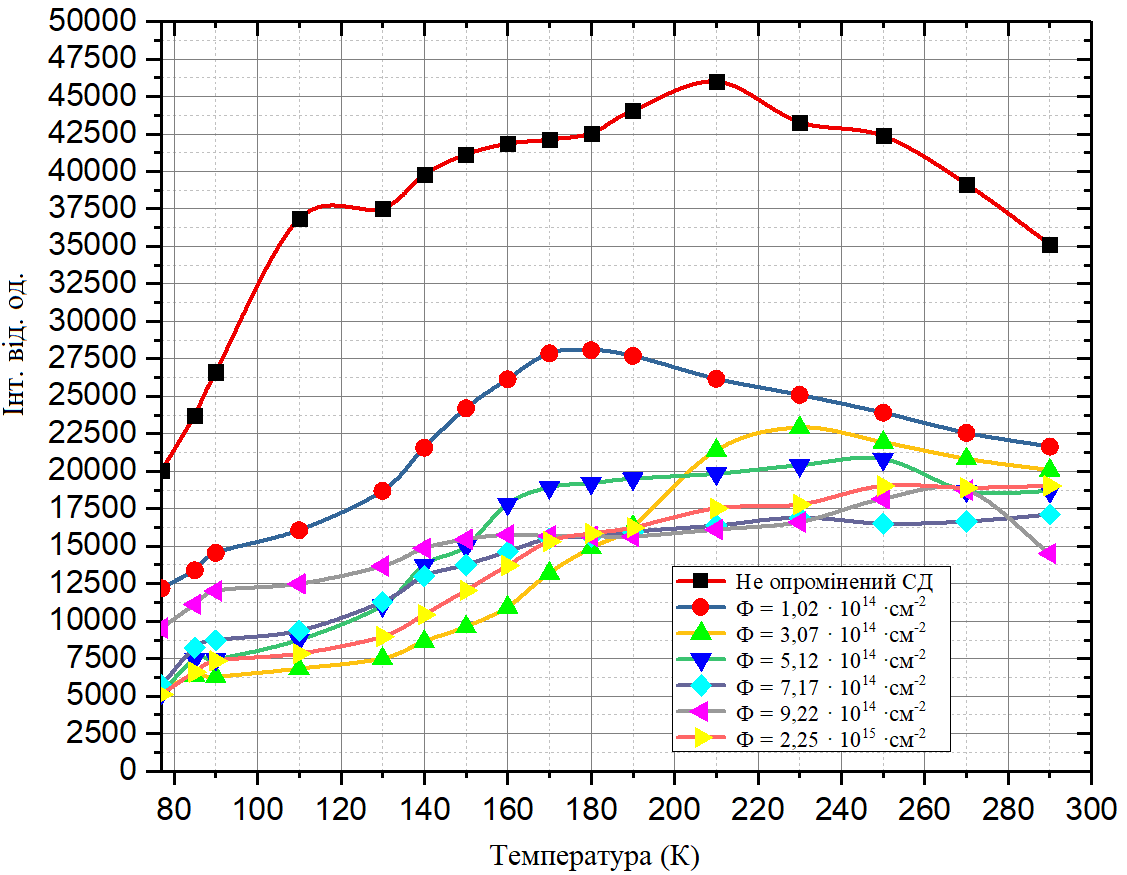 50000
47500
45000
42500
40000
37500
35000
32500
30000
27500
25000
22500
20000
17500
15000
12500
10000
7500
5000
2500
0
Інт. від. од.
Не опромінений СД
Ф = 1,02 · 10¹⁴ ·см⁻²
Ф = 3,07 · 10¹⁴ ·см⁻²
Ф = 5,12 · 10¹⁴ ·см⁻²
Ф = 7,17 · 10¹⁴ ·см⁻²
Ф = 9,22 · 10¹⁴ ·см⁻²
Ф = 2,25 · 10¹⁵ ·см⁻²
80 100 120 140 160 180 200 220 240 260 280 300
Температура (К)